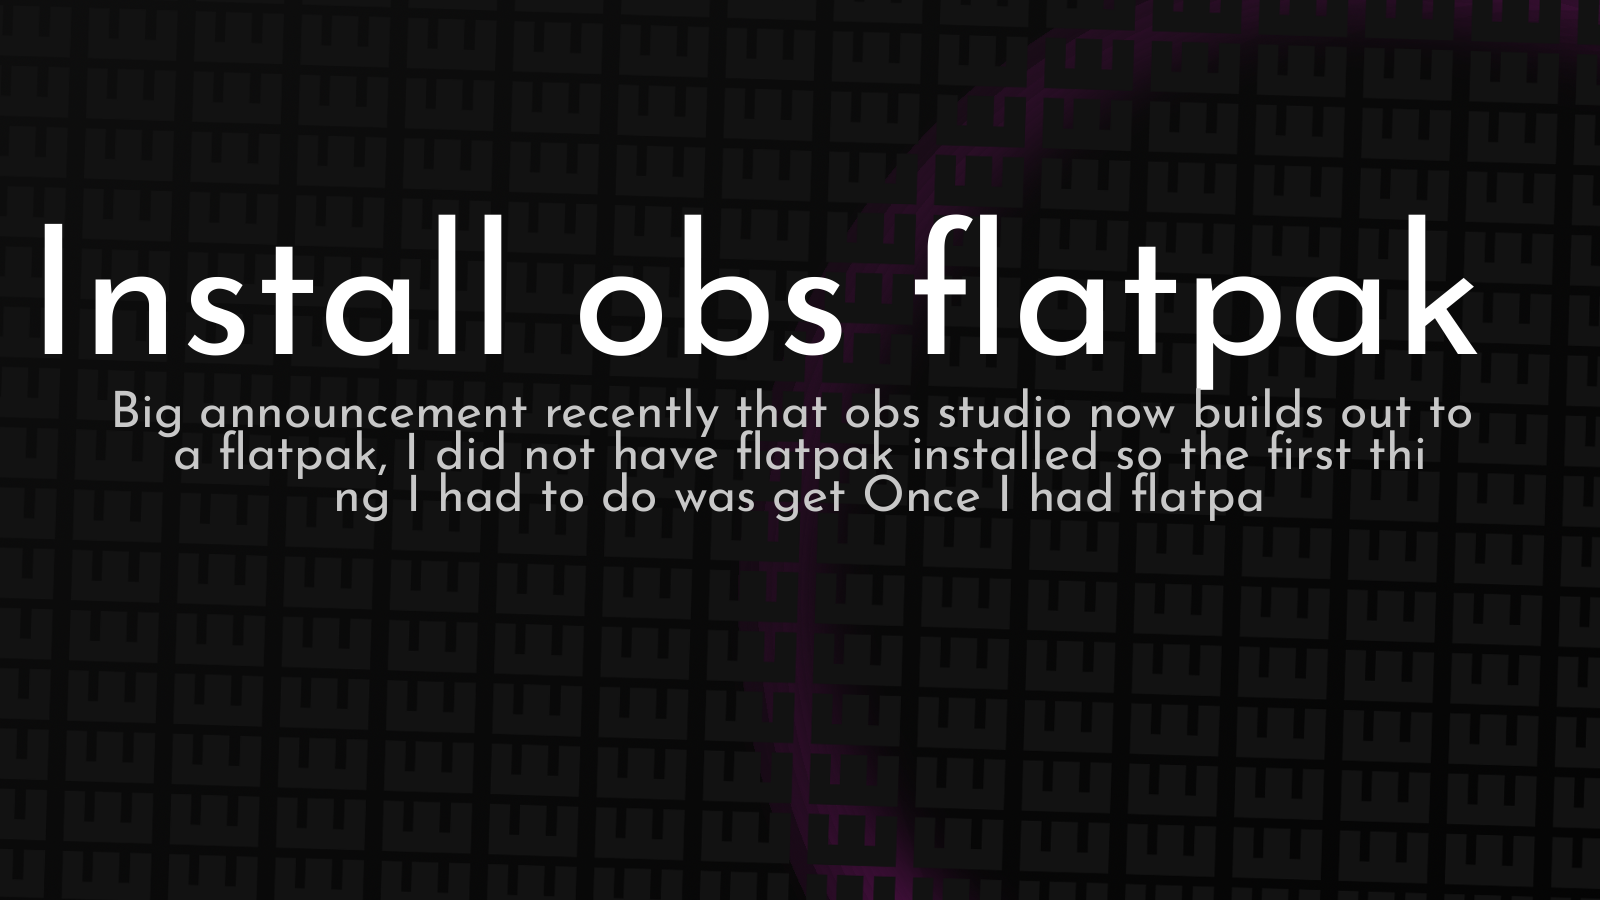 Install obs flatpak
Big announcement recently that obs studio now builds out to
a flatpak, I did not have flatpak installed so the first thi
ng I had to do was get Once I had flatpa